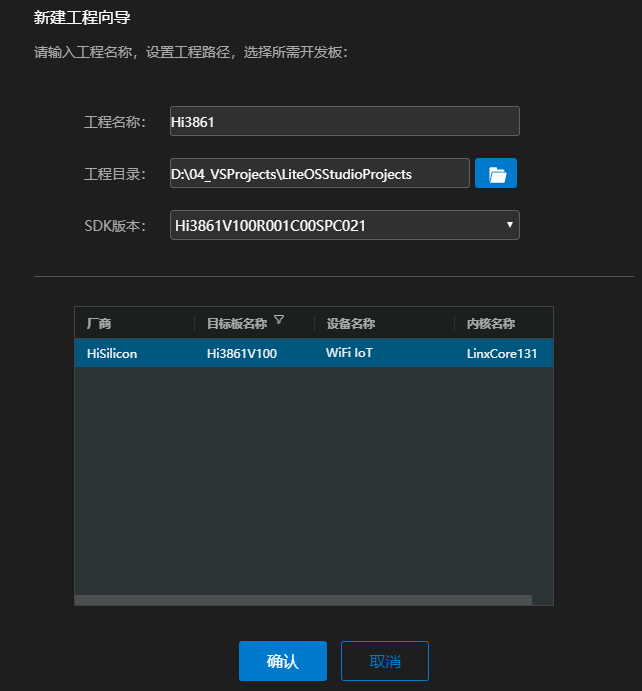 新建工程向导
请输入工程名称，设置工程路径，选择所需开发板：
工程名称： Hi3861
工程目录： D:\04_VSProjects\LiteOSStudioProjects
SDK版本： Hi3861V100R001C00SPC021
厂商 目标板名称 设备名称 内核名称
HiSilicon Hi3861V100 WiFi IoT LinxCore131
确认 取消